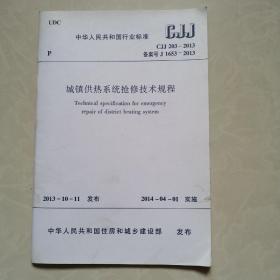 UDC
中华人民共和国行业标准
CJJ
P
CJJ 203－2013
备案号 J 1653－2013
城镇供热系统抢修技术规程
Technical specification for emergency
repair of district heating system
2013－10－11 发布 2014－04－01 实施
中华人民共和国住房和城乡建设部 发布